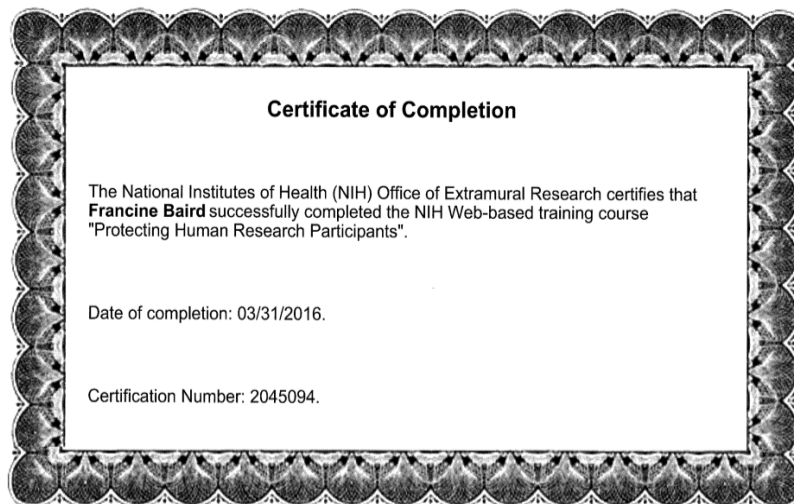 Certificate of Completion
The National Institutes of Health (NIH) Office of Extramural Research certifies that
Francine Baird successfully completed the NIH Web-based training course
"Protecting Human Research Participants".
Date of completion: 03/31/2016.
Certification Number: 2045094.